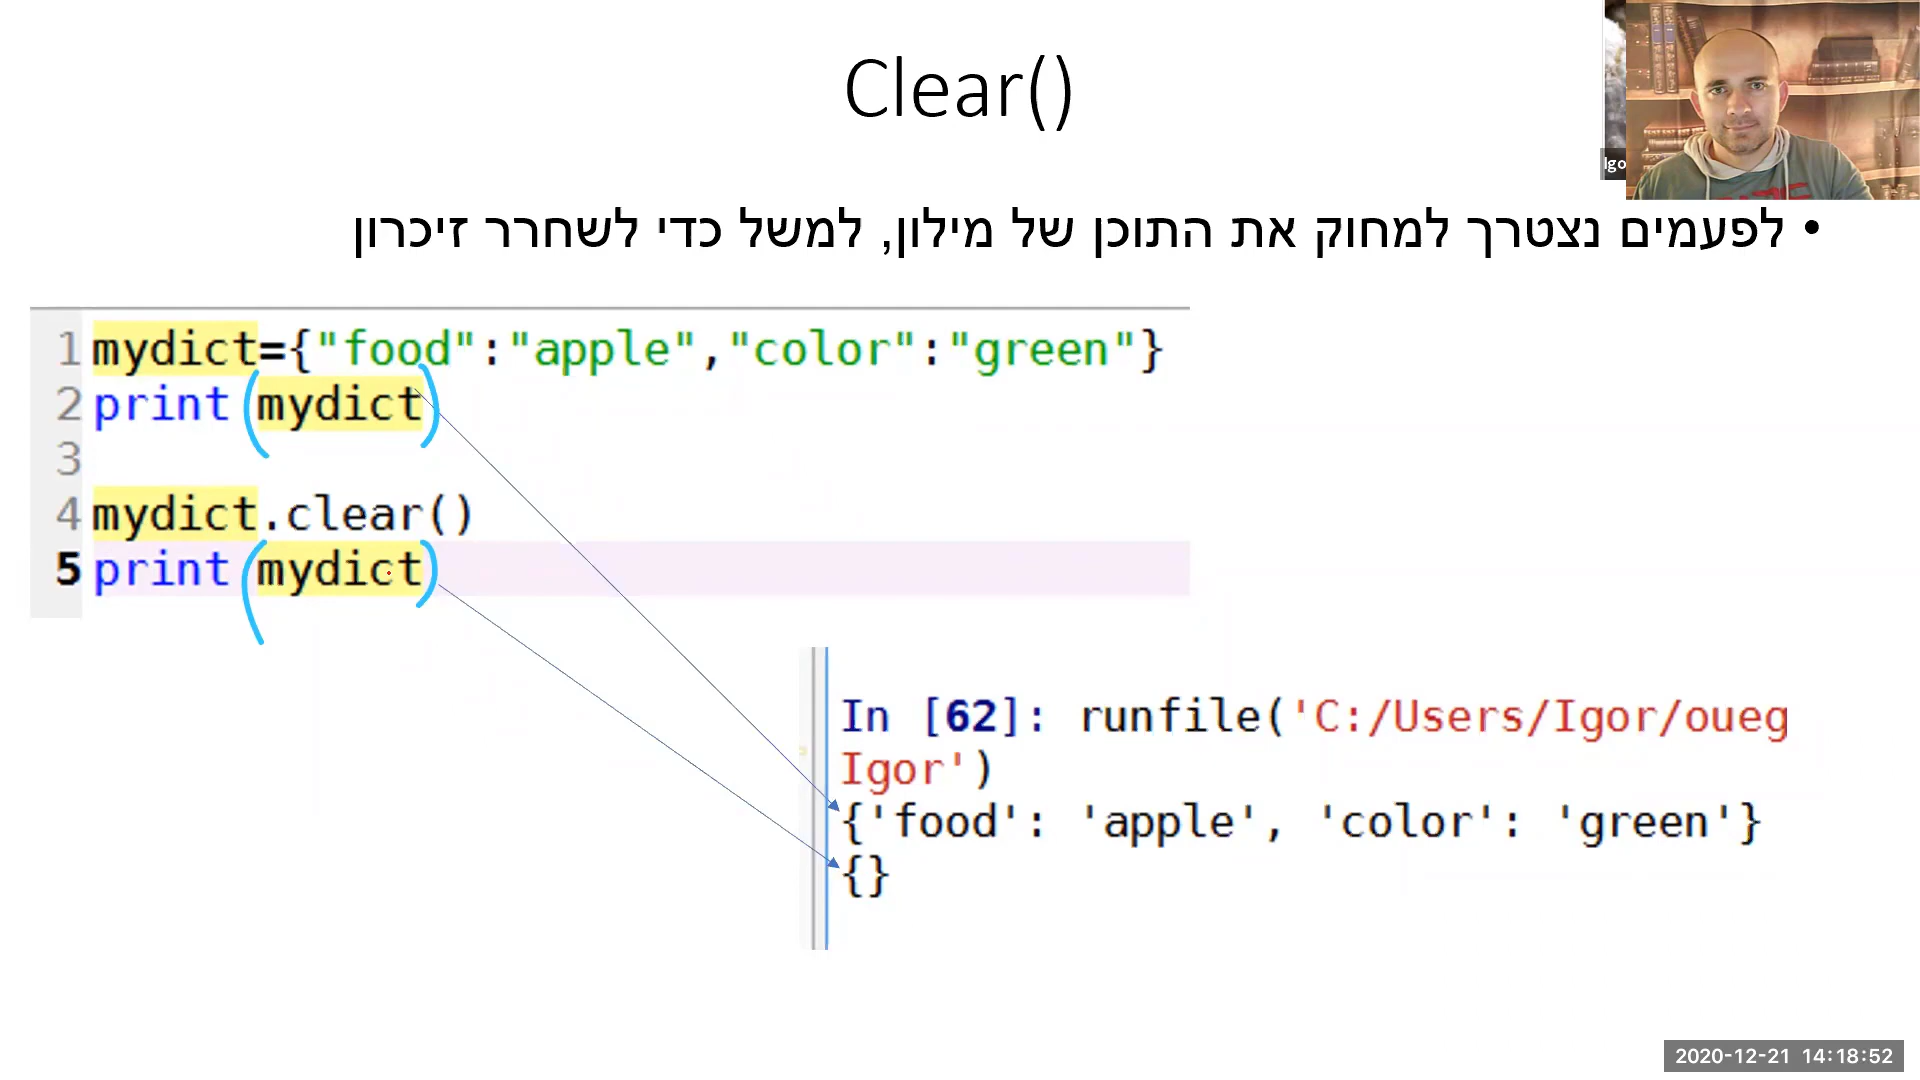 Clear()
Igo
• לפעמים נצטרך למחוק את התוכן של מילון, למשל כדי לשחרר זיכרון
1 mydict={"food":"apple","color":"green"}
2 print (mydict)
3
4 mydict.clear()
5 print (mydict)
In [62]: runfile('C:/Users/Igor/oueg
Igor')
{'food': 'apple', 'color': 'green'}
{}
2020-12-21 14:18:52